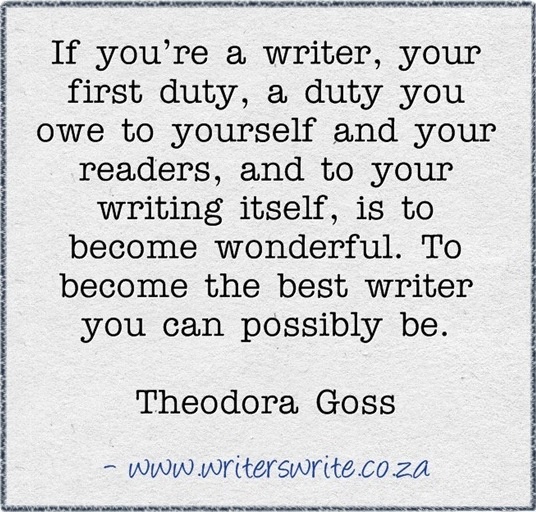 If you’re a writer, your
first duty, a duty you
owe to yourself and your
readers, and to your
writing itself, is to
become wonderful. To
become the best writer
you can possibly be.
Theodora Goss
- www.writerswrite.co.za